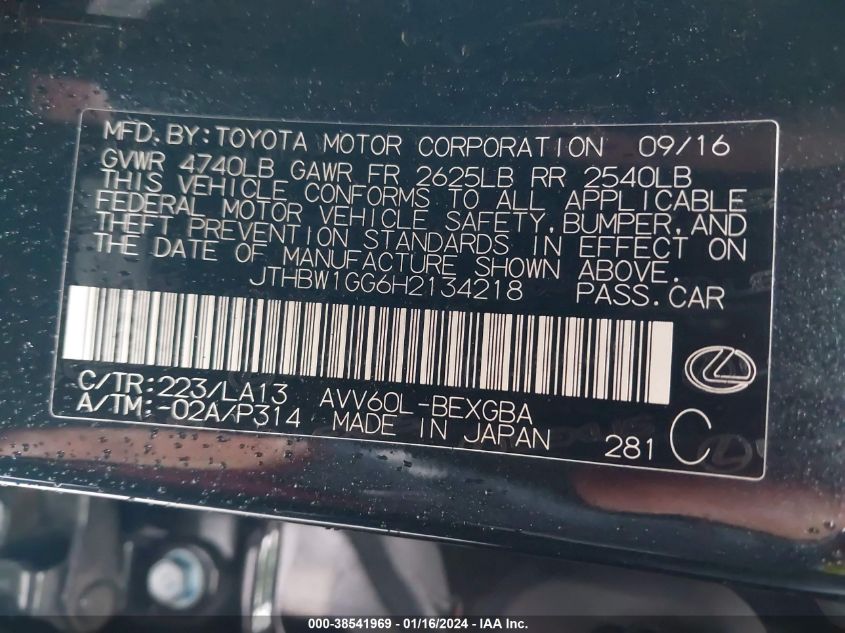 MFD. BY: TOYOTA MOTOR CORPORATION 09/16
GVWR 4740LB GAWR FR 2625LB RR 2540LB
THIS VEHICLE CONFORMS TO ALL APPLICABLE
FEDERAL MOTOR VEHICLE SAFETY, BUMPER, AND
THEFT PREVENTION STANDARDS IN EFFECT ON
THE DATE OF MANUFACTURE SHOWN ABOVE.
JTHBW1GG6H2134218 PASS. CAR
C/TR: 223/LA13 AVV60L-BEXGBA
A/TM: -02A/P314 MADE IN JAPAN 281 C
000-38541969 - 01/16/2024 - IAA Inc.